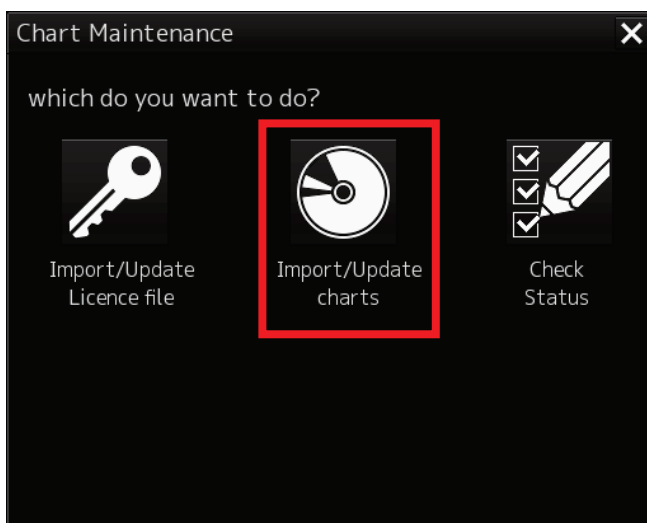 Chart Maintenance
which do you want to do?
Import/Update
Licence file
Import/Update
charts
Check
Status